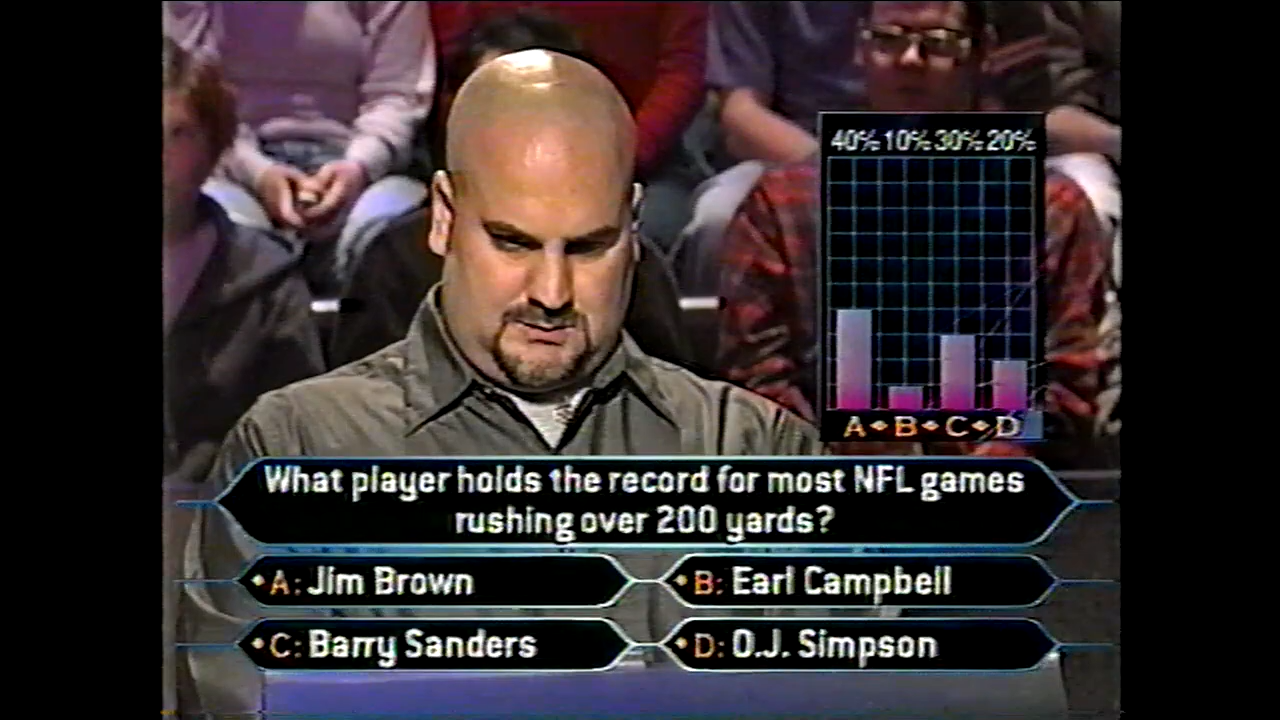 40% 10% 30% 20%
A B C D
What player holds the record for most NFL games
rushing over 200 yards?
A: Jim Brown
B: Earl Campbell
C: Barry Sanders
D: O.J. Simpson